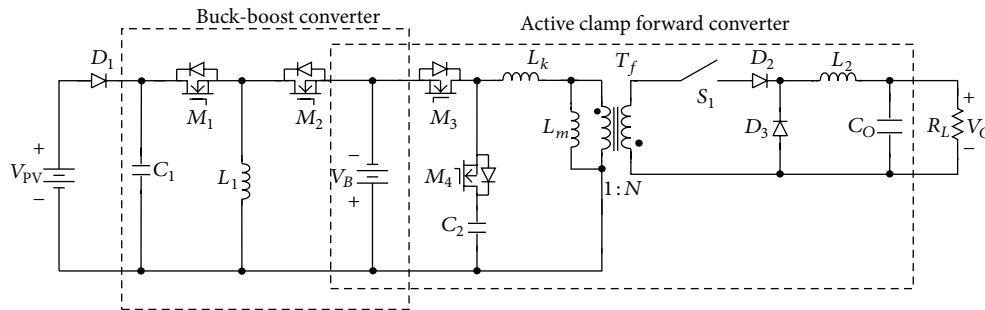 Buck-boost converter
Active clamp forward converter
D1
M1
M2
M3
Lk
Tf
S1
D2
L2
+
VPV
−
C1
L1
−
VB
+
M4
C2
Lm
1 : N
D3
CO
RL
+
VO
−